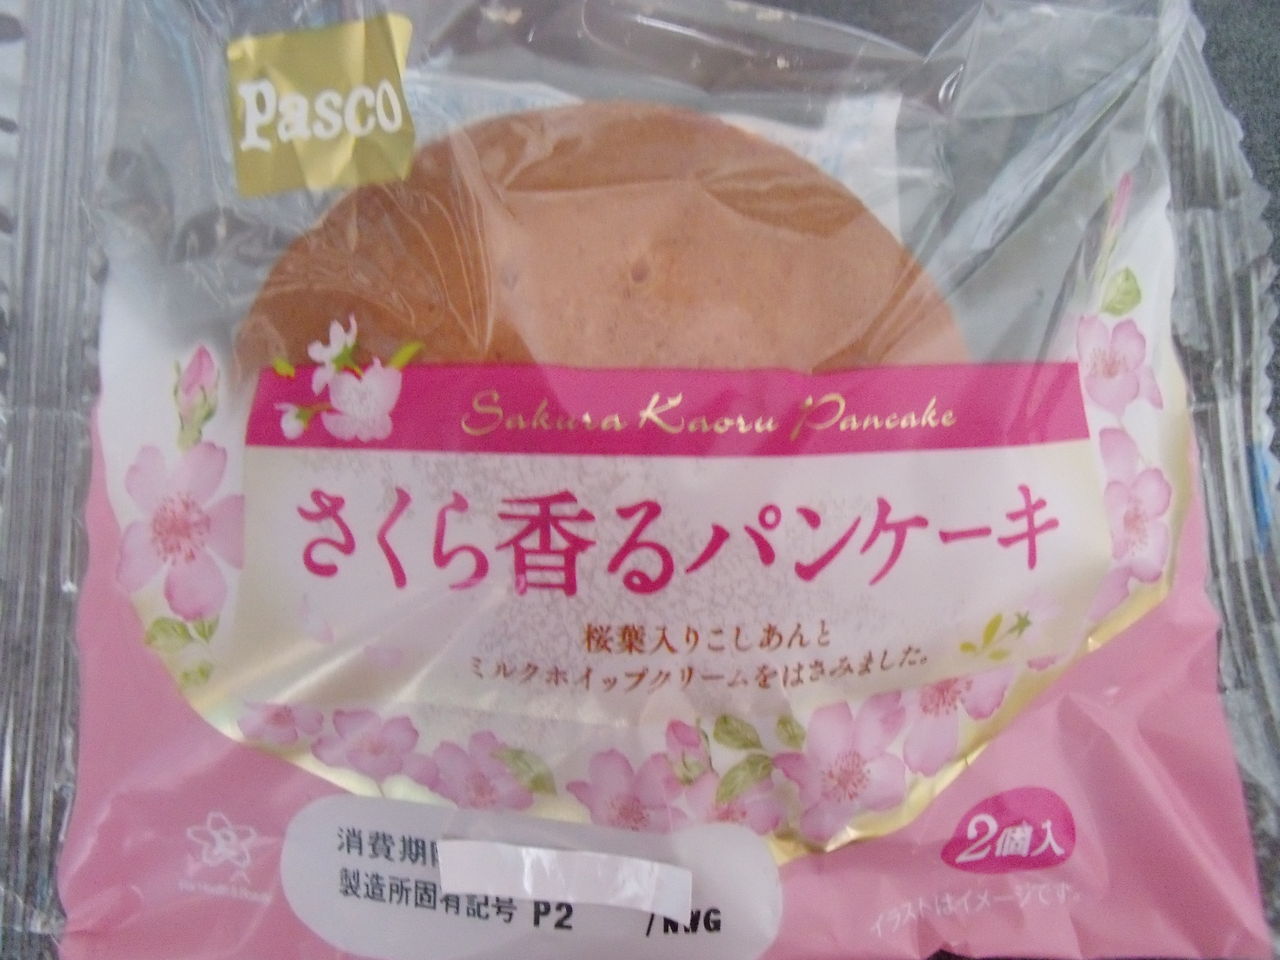 Pasco
Sakura Kaoru Pancake
さくら香るパンケーキ
桜葉入りこしあんと
ミルクホイップクリームをはさみました。
2個入
イラストはイメージです。
消費期
製造所固有記号 P2 /NWG